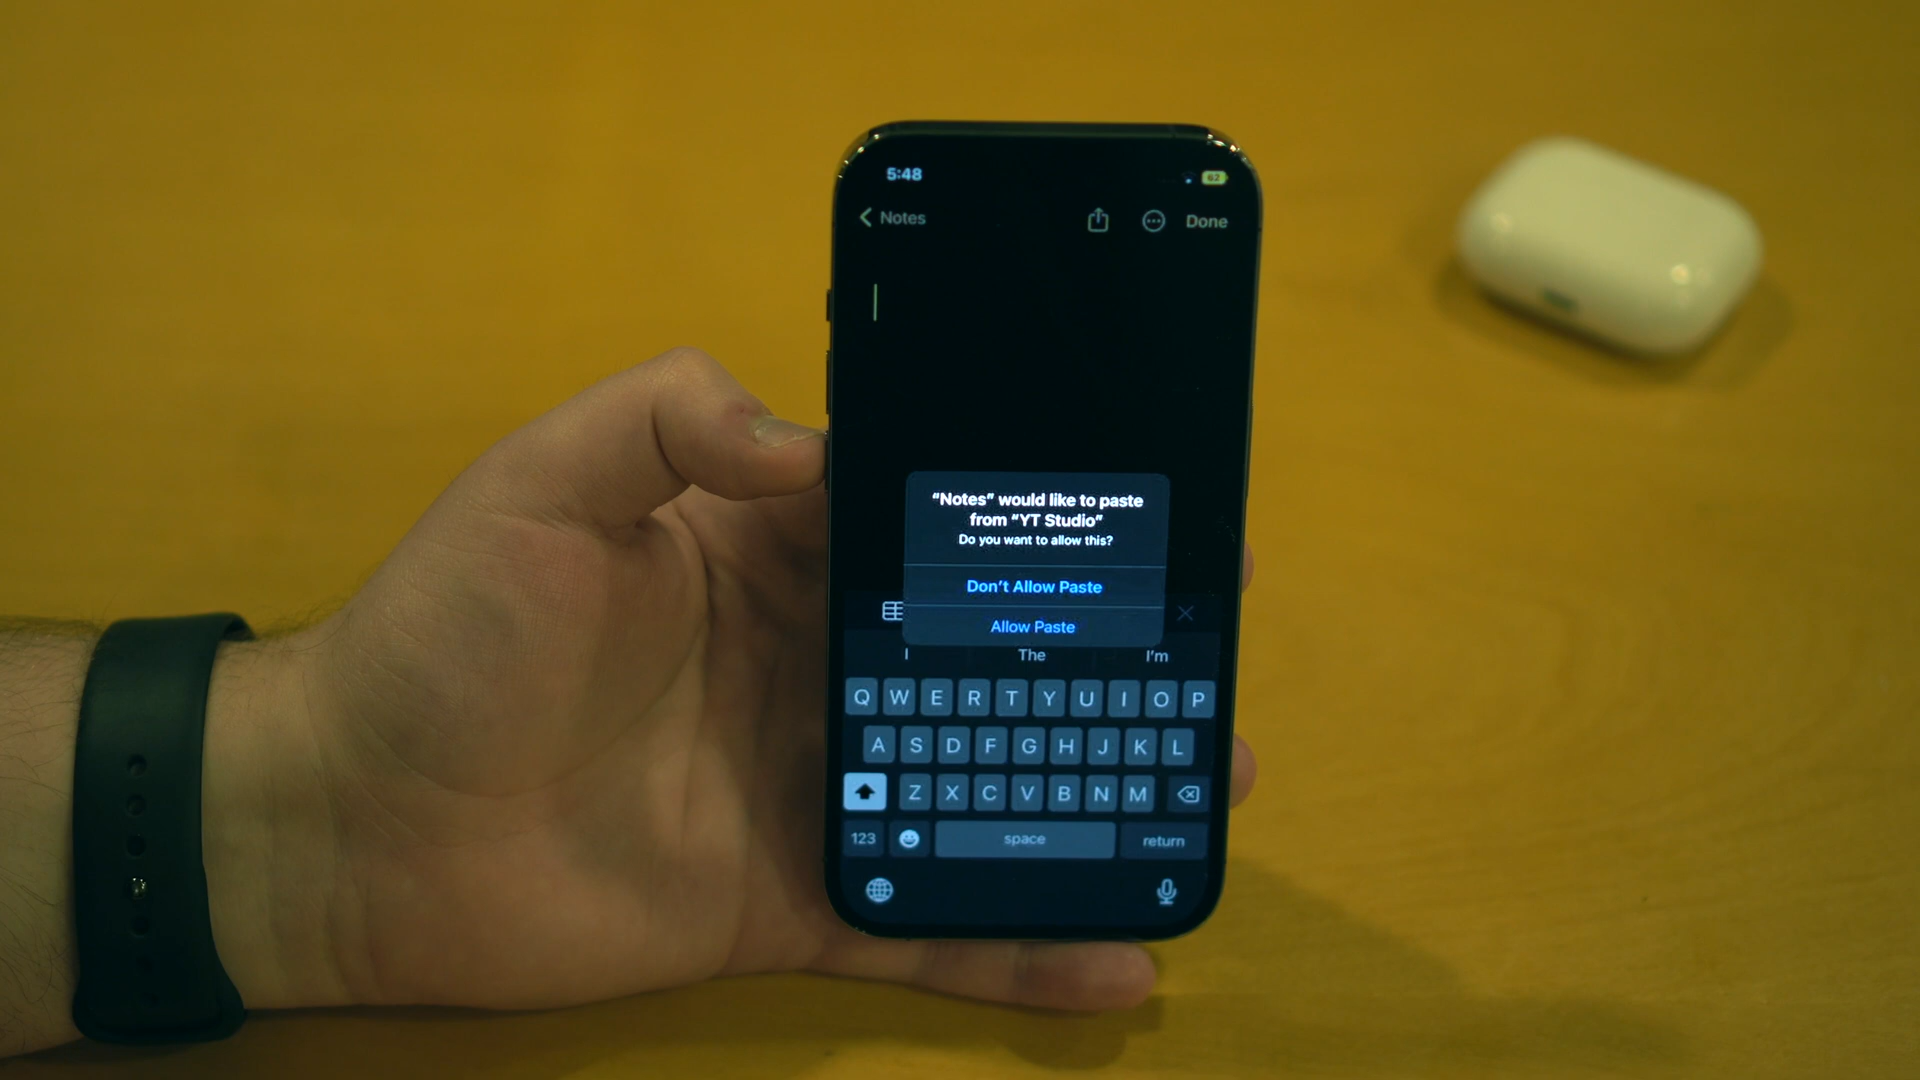 5:48
62
Notes
Done
“Notes” would like to paste
from “YT Studio”
Do you want to allow this?
Don’t Allow Paste
Allow Paste
I The I’m
Q W E R T Y U I O P
A S D F G H J K L
Z X C V B N M
123 space return